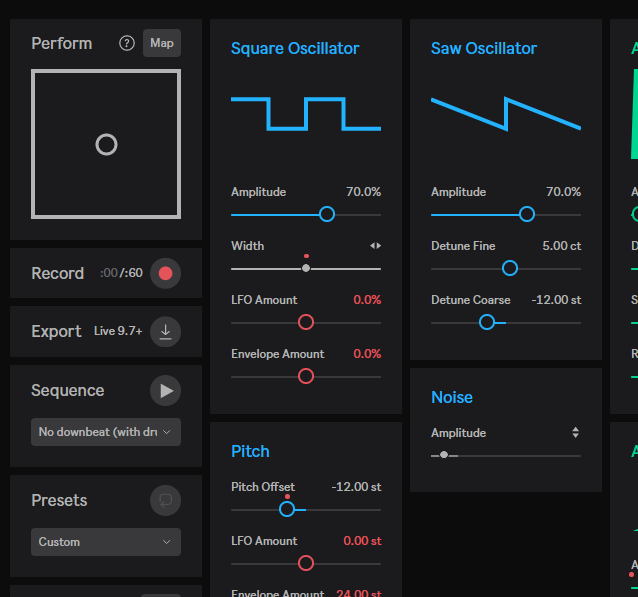 Perform
?
Map
Record
:00/:60
Export
Live 9.7+
Sequence
No downbeat (with dru
Presets
Custom
Square Oscillator
Amplitude 70.0%
Width
LFO Amount 0.0%
Envelope Amount 0.0%
Pitch
Pitch Offset -12.00 st
LFO Amount 0.00 st
Envelope Amount 24.00 st
Saw Oscillator
Amplitude 70.0%
Detune Fine 5.00 ct
Detune Coarse -12.00 st
Noise
Amplitude